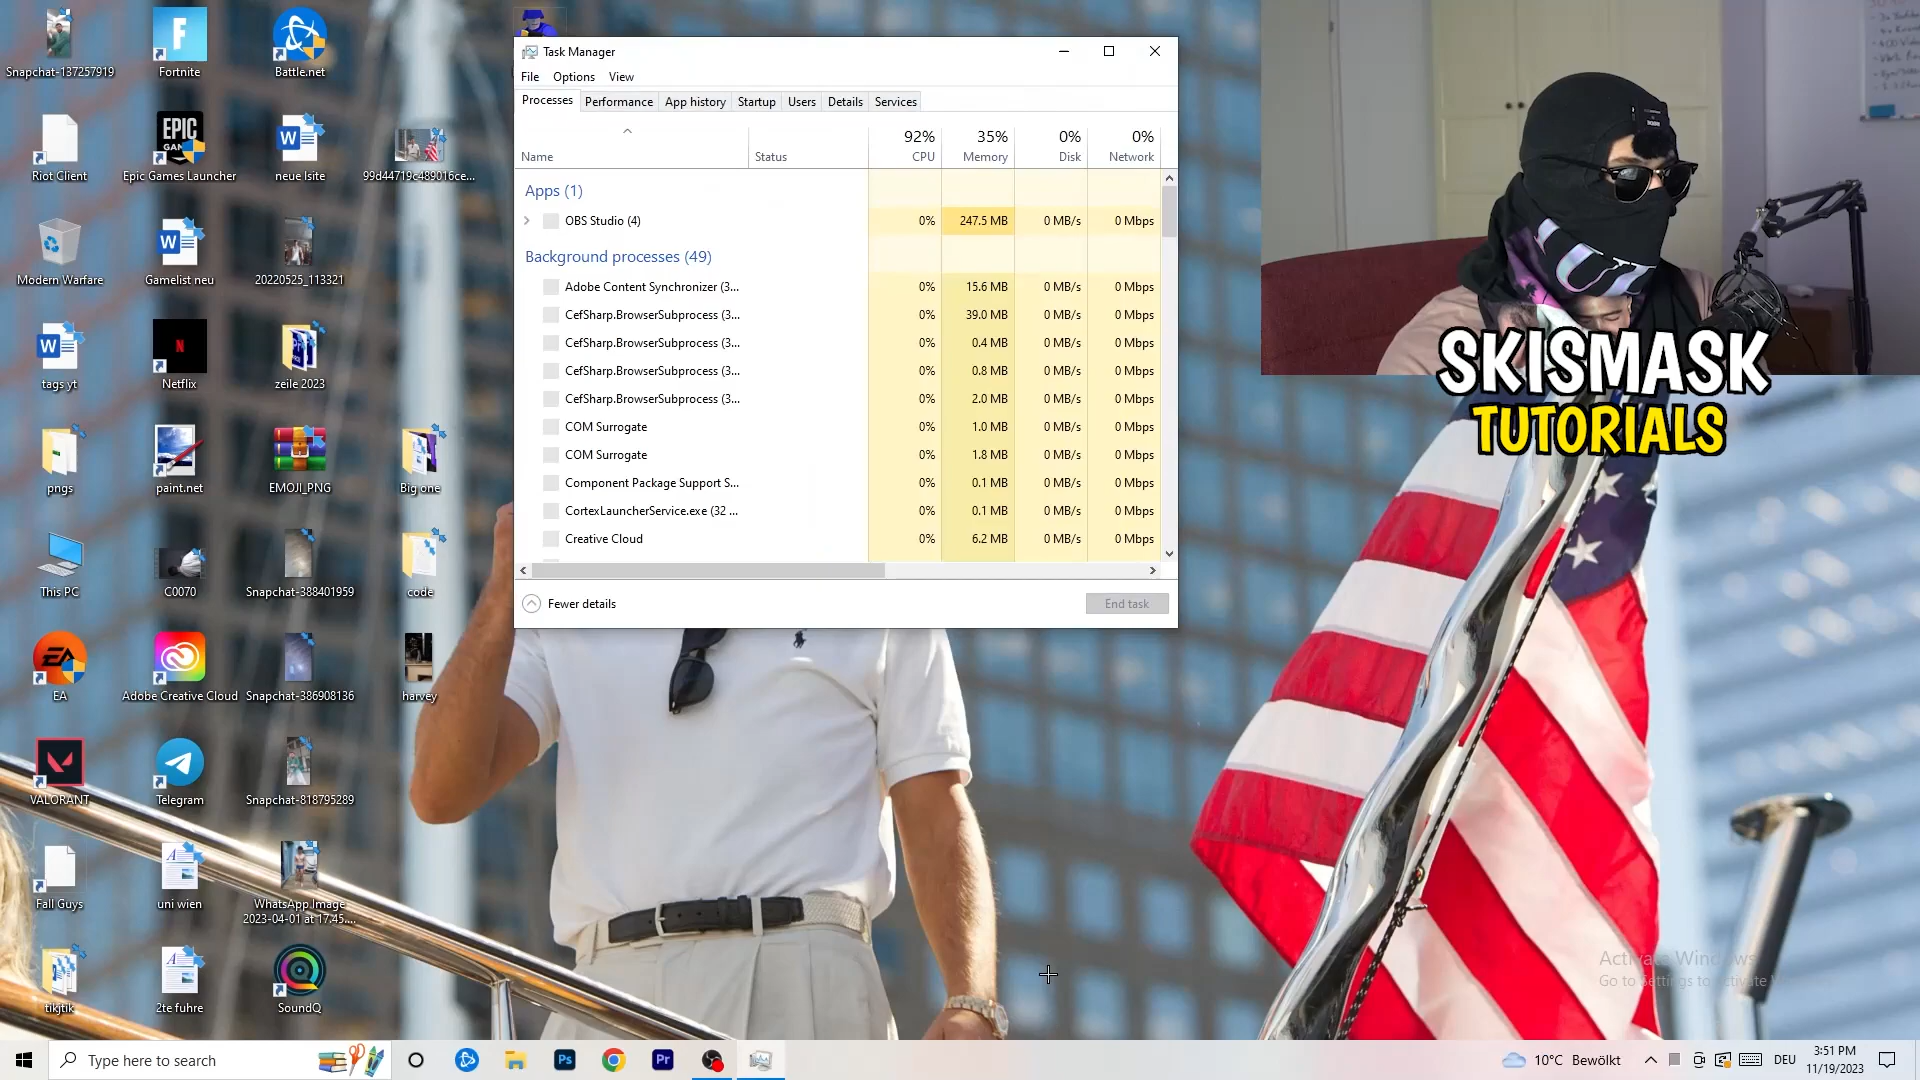 Snapchat-137257919
Fortnite
Battle.net
Riot Client
EPIC
GAMES
Epic Games Launcher
neue lsite
99d44719c489016ce...
Modern Warfare
Gamelist neu
20220525_113321
tags yt
N
Netflix
zeile 2023
pngs
paint.net
EMOJI_PNG
Big one
This PC
C0070
Snapchat-388401959
code
EA
EA
Adobe Creative Cloud
Snapchat-386908136
harvey
VALORANT
Telegram
Snapchat-818795289
Fall Guys
uni wien
WhatsApp Image
2023-04-01 at 17.45....
tikjtik
2te fuhre
SoundQ
Task Manager
File Options View
Processes Performance App history Startup Users Details Services
92% 35% 0% 0%
Name Status CPU Memory Disk Network
Apps (1)
OBS Studio (4) 0% 247.5 MB 0 MB/s 0 Mbps
Background processes (49)
Adobe Content Synchronizer (3... 0% 15.6 MB 0 MB/s 0 Mbps
CefSharp.BrowserSubprocess (3... 0% 39.0 MB 0 MB/s 0 Mbps
CefSharp.BrowserSubprocess (3... 0% 0.4 MB 0 MB/s 0 Mbps
CefSharp.BrowserSubprocess (3... 0% 0.8 MB 0 MB/s 0 Mbps
CefSharp.BrowserSubprocess (3... 0% 2.0 MB 0 MB/s 0 Mbps
COM Surrogate 0% 1.0 MB 0 MB/s 0 Mbps
COM Surrogate 0% 1.8 MB 0 MB/s 0 Mbps
Component Package Support S... 0% 0.1 MB 0 MB/s 0 Mbps
CortexLauncherService.exe (32 ... 0% 0.1 MB 0 MB/s 0 Mbps
Creative Cloud 0% 6.2 MB 0 MB/s 0 Mbps
Fewer details
End task
SKISMASK
TUTORIALS
Activate Windows
Go to Settings to activate
Type here to search
Ps
Pr
10°C Bewölkt
DEU
3:51 PM
11/19/2023